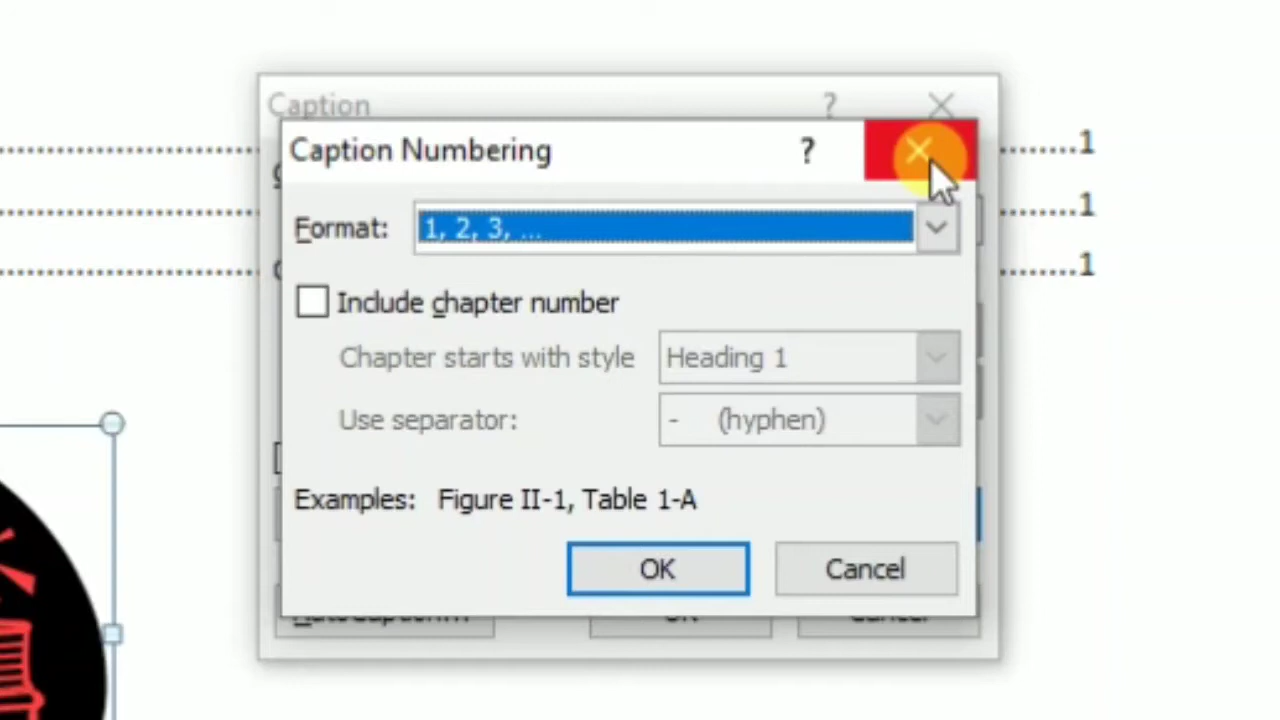 Caption ?
1
Caption Numbering ?
Format: 1, 2, 3, ...
1
Include chapter number
1
Chapter starts with style Heading 1
Use separator: - (hyphen)
Examples: Figure II-1, Table 1-A
OK Cancel